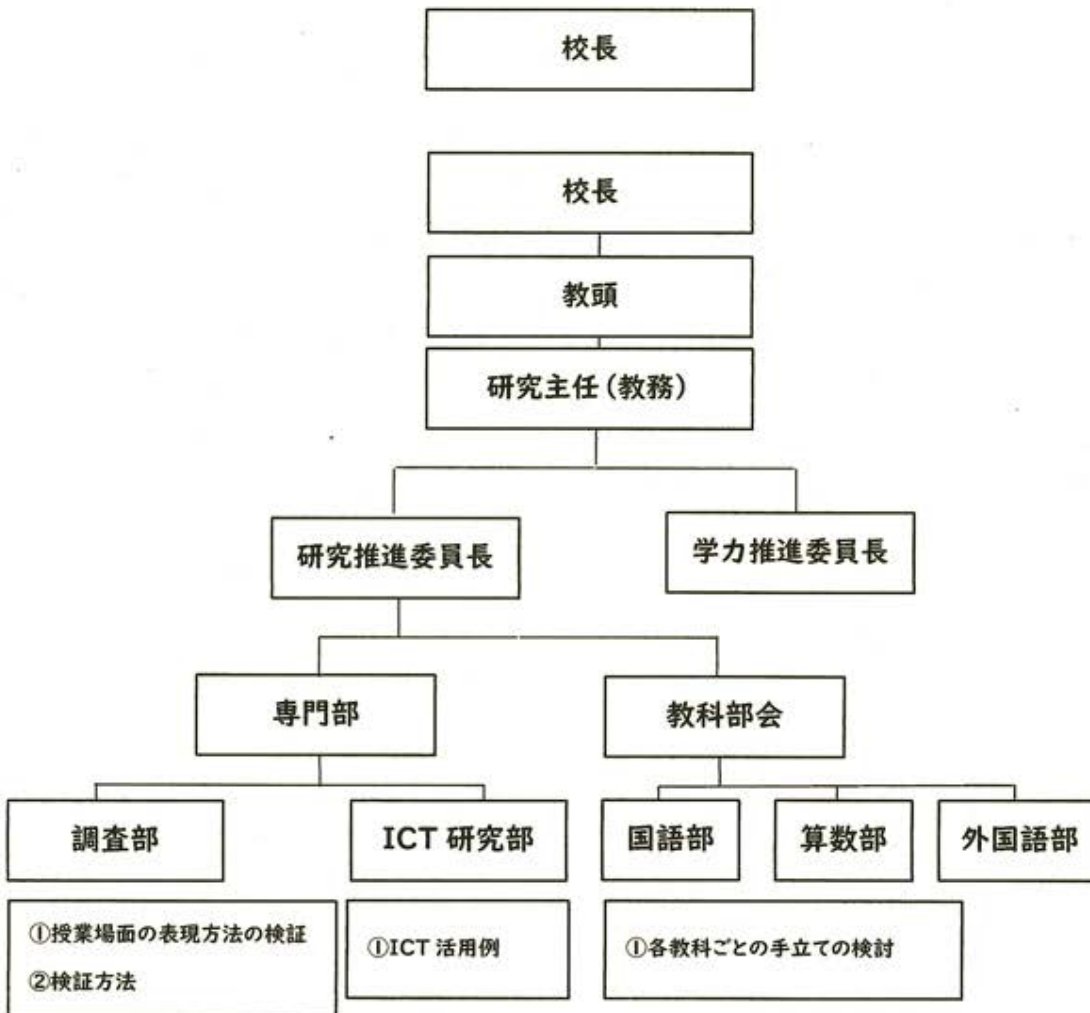 校長
校長
教頭
研究主任(教務)
研究推進委員長
学力推進委員長
専門部
教科部会
調査部
ICT 研究部
国語部
算数部
外国語部
①授業場面の表現方法の検証
②検証方法
①ICT 活用例
①各教科ごとの手立ての検討